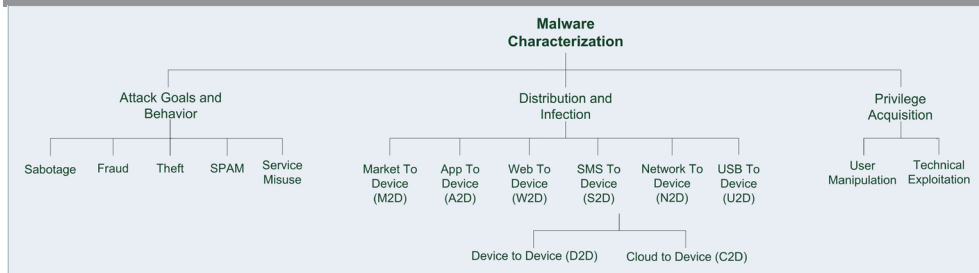 Malware
Characterization
Attack Goals and
Behavior
Distribution and
Infection
Privilege
Acquisition
Sabotage
Fraud
Theft
SPAM
Service
Misuse
Market To
Device
(M2D)
App To
Device
(A2D)
Web To
Device
(W2D)
SMS To
Device
(S2D)
Network To
Device
(N2D)
USB To
Device
(U2D)
User
Manipulation
Technical
Exploitation
Device to Device (D2D)
Cloud to Device (C2D)